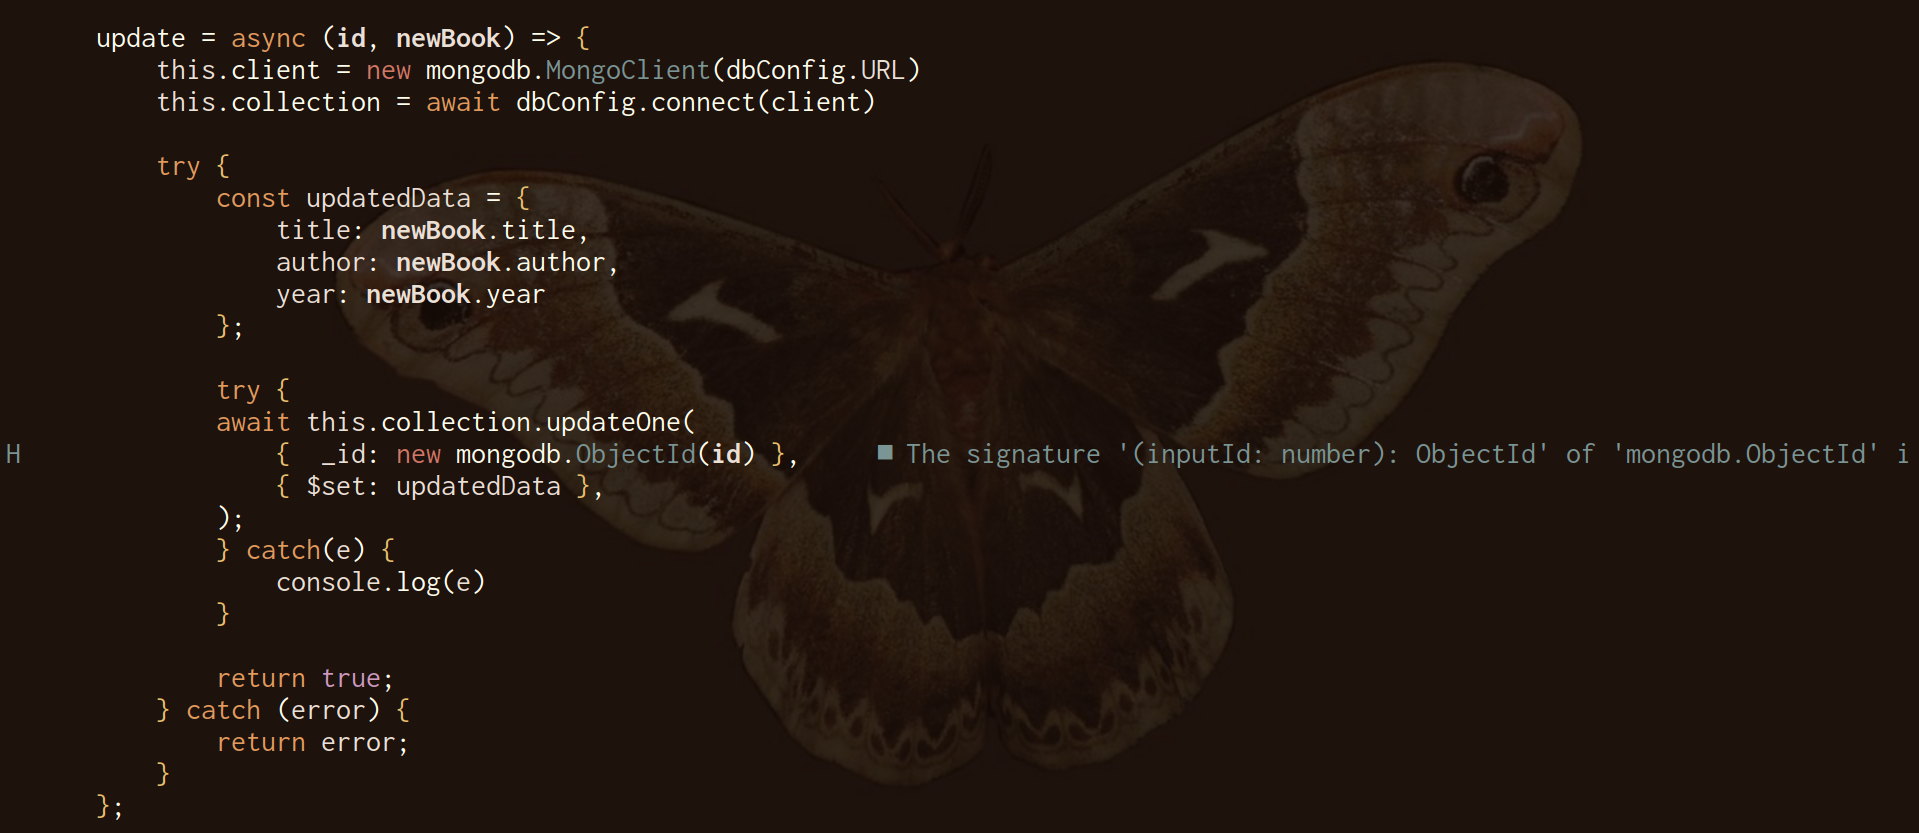 update = async (id, newBook) => {
    this.client = new mongodb.MongoClient(dbConfig.URL)
    this.collection = await dbConfig.connect(client)

    try {
        const updatedData = {
            title: newBook.title,
            author: newBook.author,
            year: newBook.year
        };

        try {
        await this.collection.updateOne(
H            {  _id: new mongodb.ObjectId(id) },     ■ The signature '(inputId: number): ObjectId' of 'mongodb.ObjectId' i
            { $set: updatedData },
        );
        } catch(e) {
            console.log(e)
        }

        return true;
    } catch (error) {
        return error;
    }
};